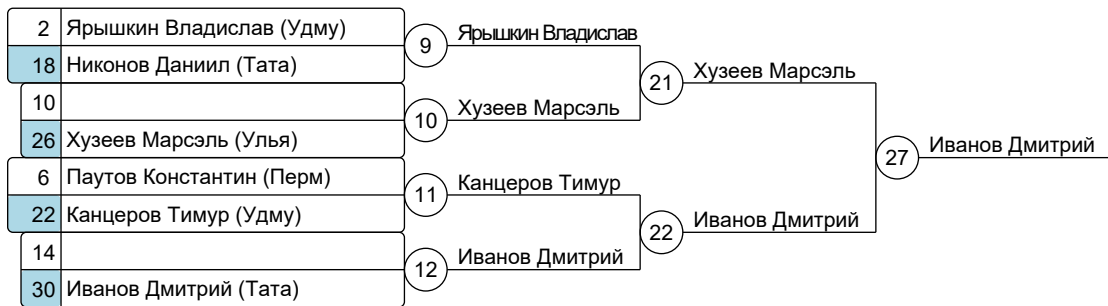 2 Ярышкин Владислав (Удму)
18 Никонов Даниил (Тата)
10
26 Хузеев Марсэль (Улья)
6 Паутов Константин (Перм)
22 Канцеров Тимур (Удму)
14
30 Иванов Дмитрий (Тата)
9 Ярышкин Владислав
10 Хузеев Марсэль
11 Канцеров Тимур
12 Иванов Дмитрий
21 Хузеев Марсэль
22 Иванов Дмитрий
27 Иванов Дмитрий